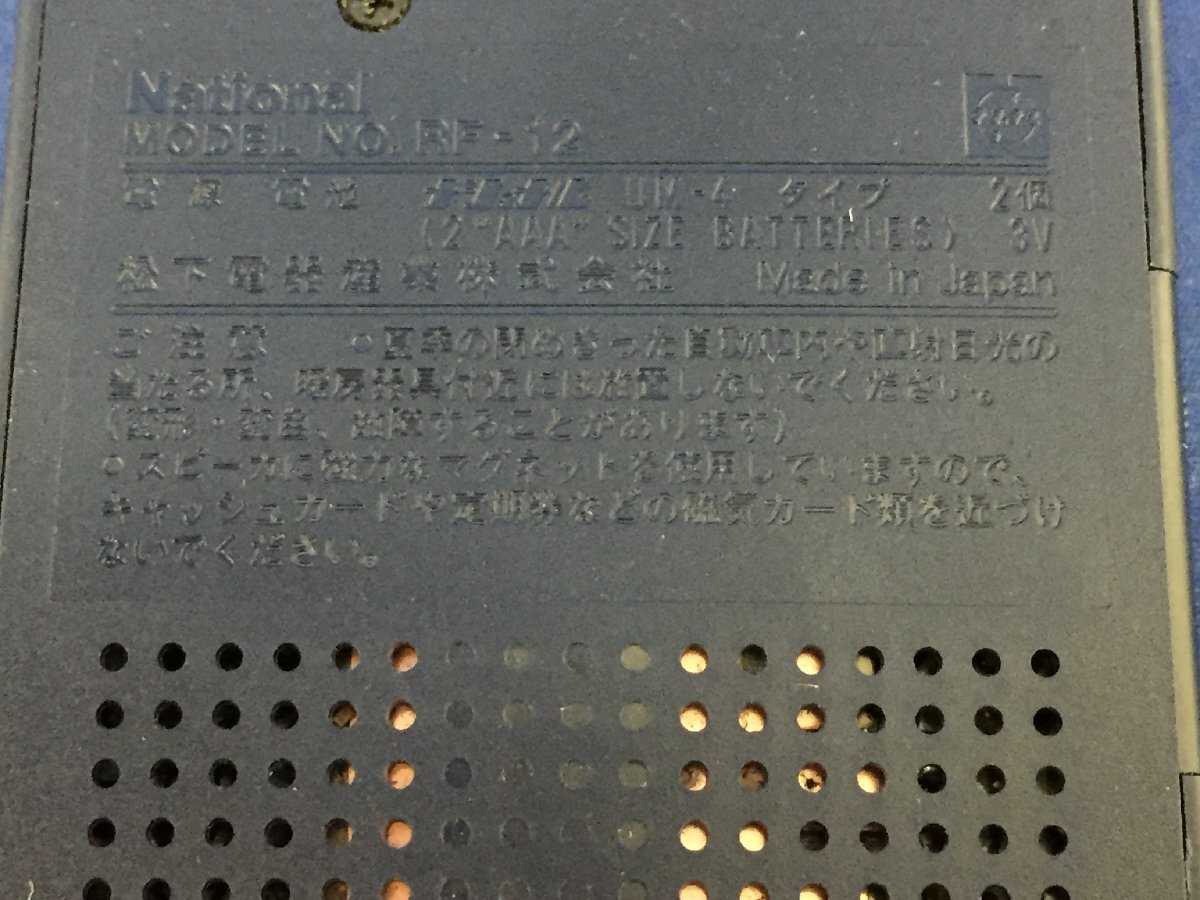 National
MODEL NO. RF-12
電源 電池 ナショナル UM-4 タイプ 2個
(2"AAA" SIZE BATTERIES) 3V
松下電器産業株式会社 Made in Japan
ご注意 ○夏季の閉めきった自動車内や直射日光の
当たる所、暖房器具付近には放置しないでください。
(変形・変色、故障することがあります)
○スピーカに強力なマグネットを使用していますので、
キャッシュカードや定期券などの磁気カード類を近づけ
ないでください。